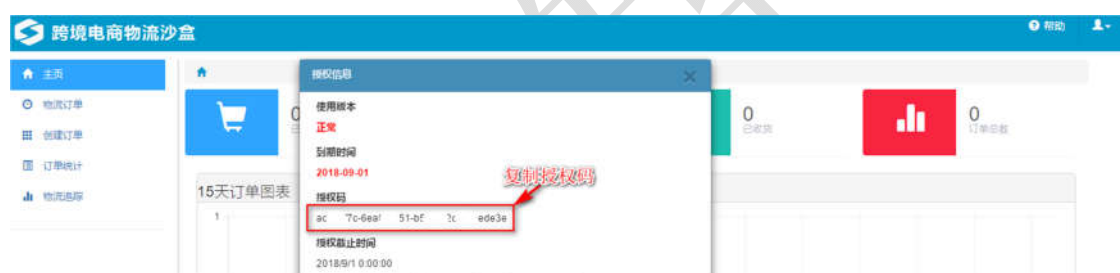 跨境电商物流沙盒
帮助
主页
物流订单
创建订单
订单统计
物流追踪
授权信息
使用版本
正常
到期时间
2018-09-01
授权码
复制授权码
授权截止时间
2018/9/1 0:00:00
0
已收货
0
订单总数
15天订单图表
1